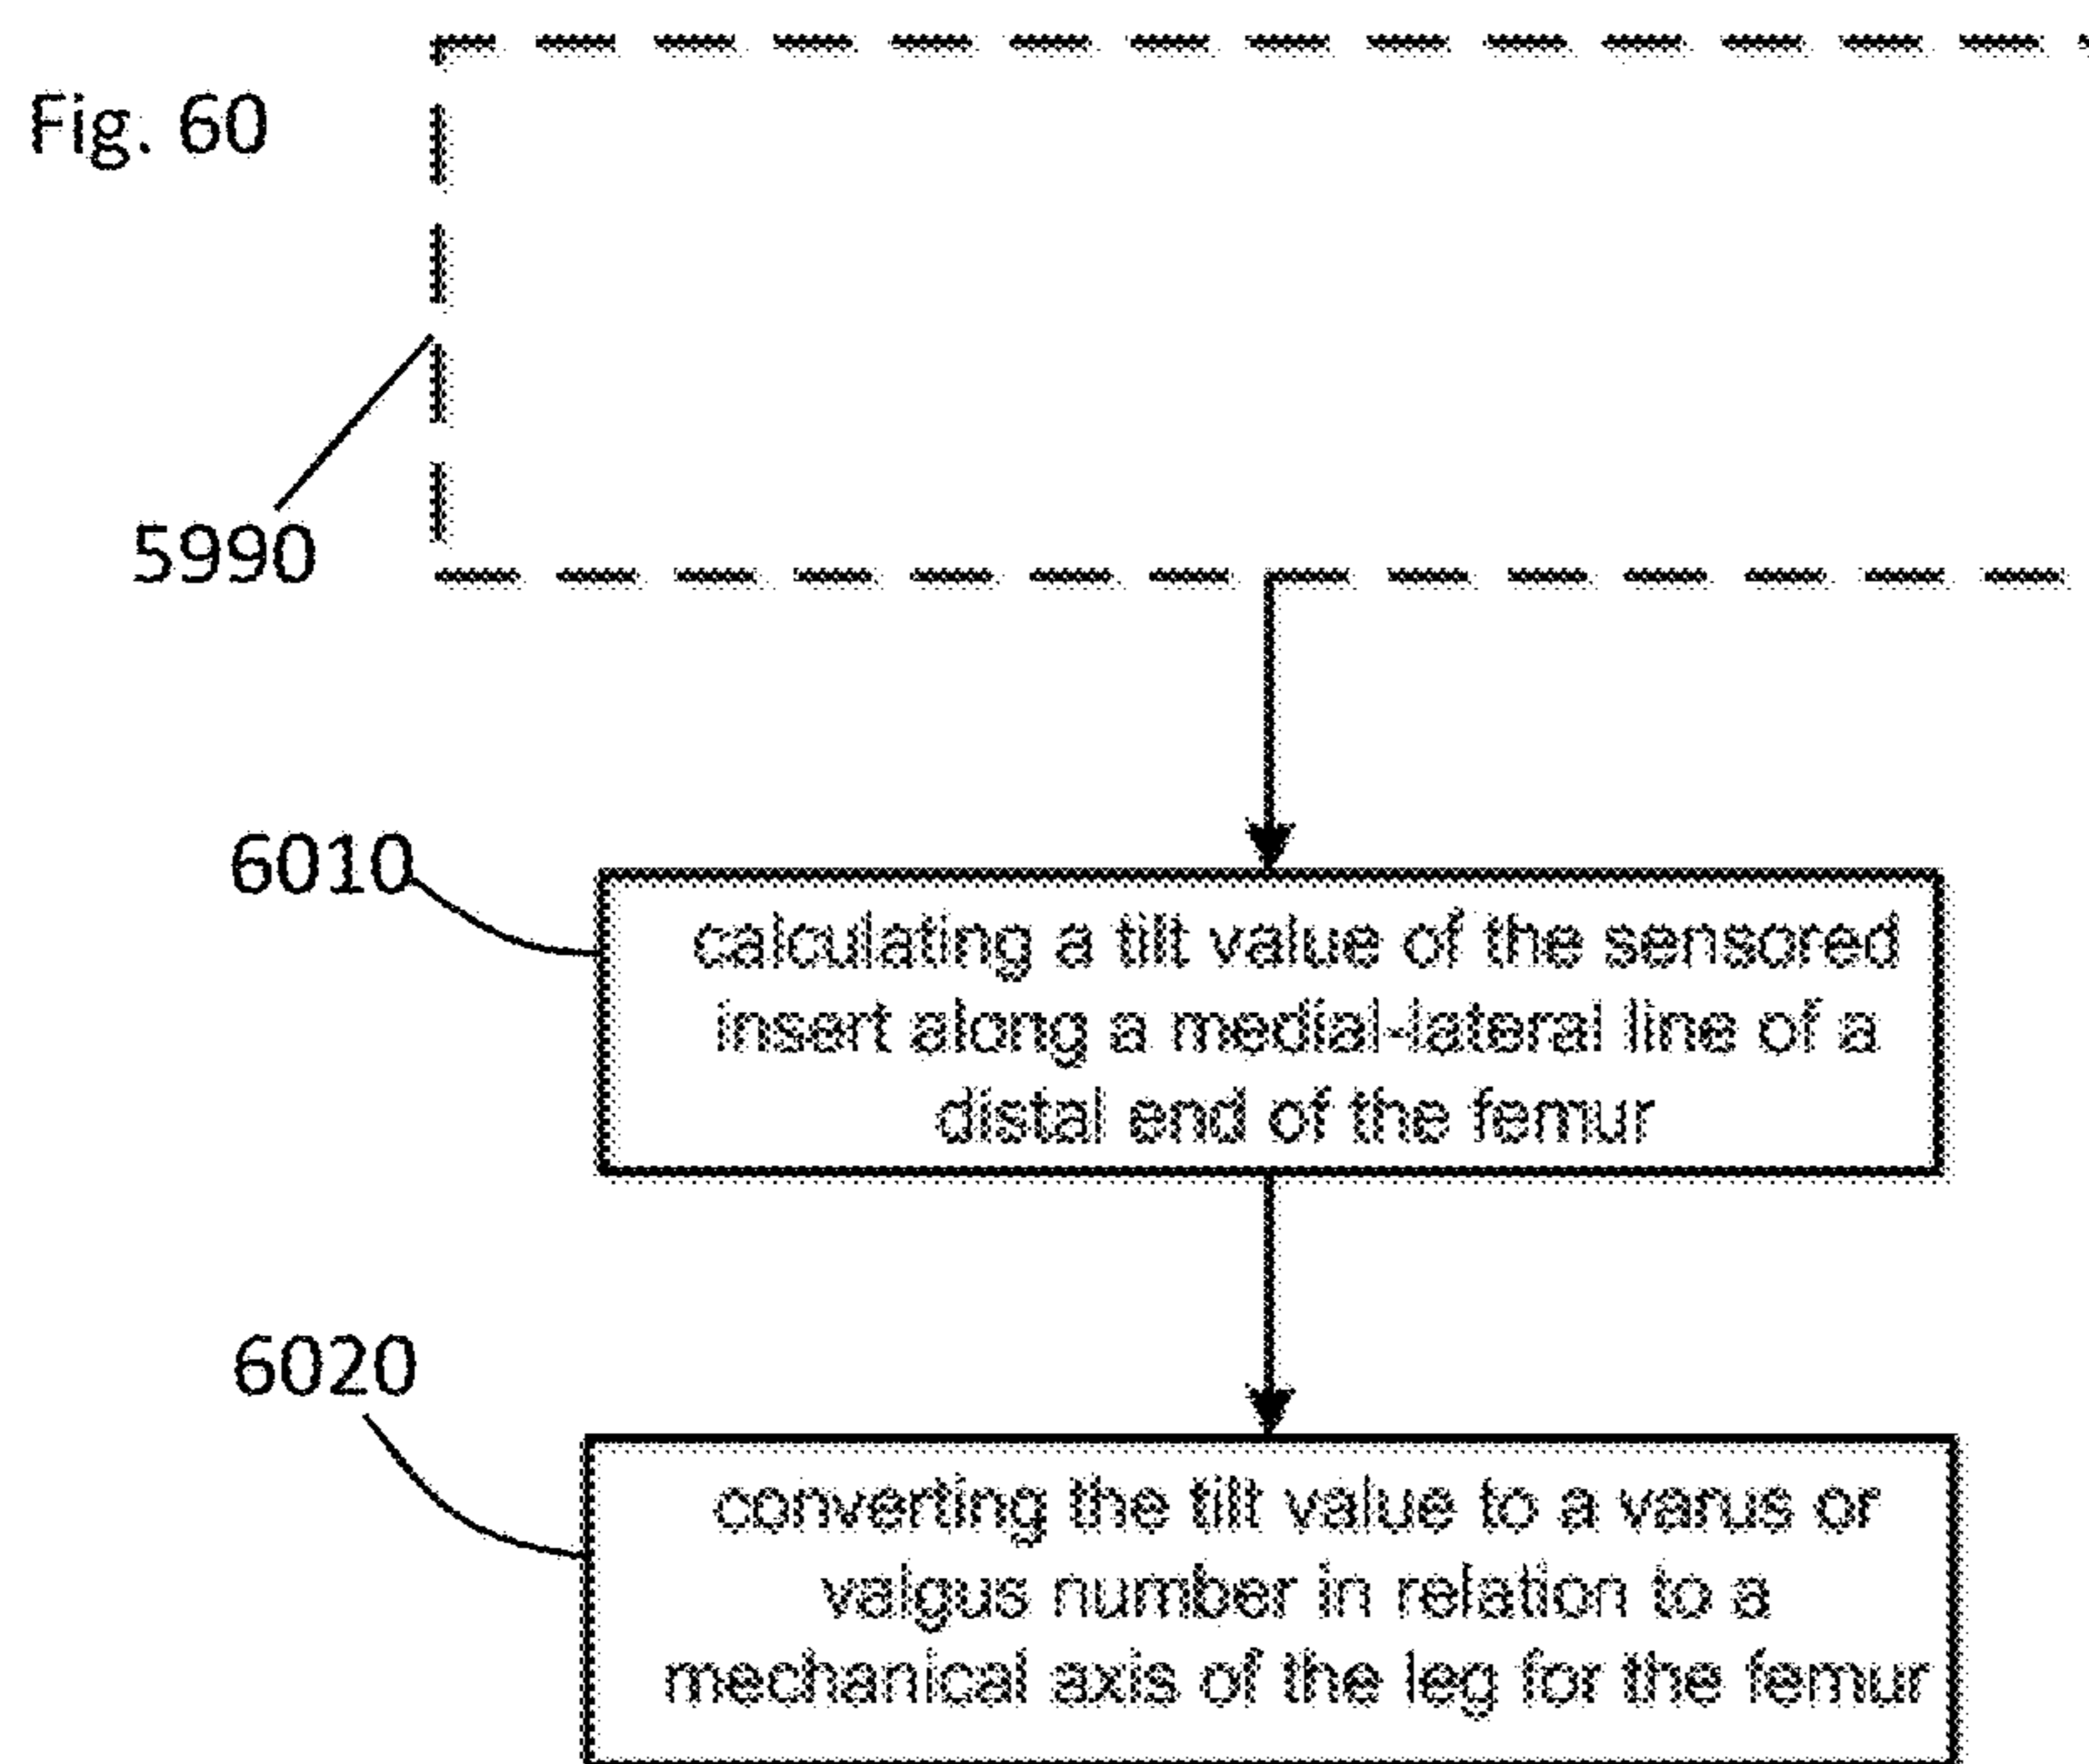 Fig. 60
5990
6010
calculating a tilt value of the sensored
insert along a medial-lateral line of a
distal end of the femur
6020
converting the tilt value to a varus or
valgus number in relation to a
mechanical axis of the leg for the femur